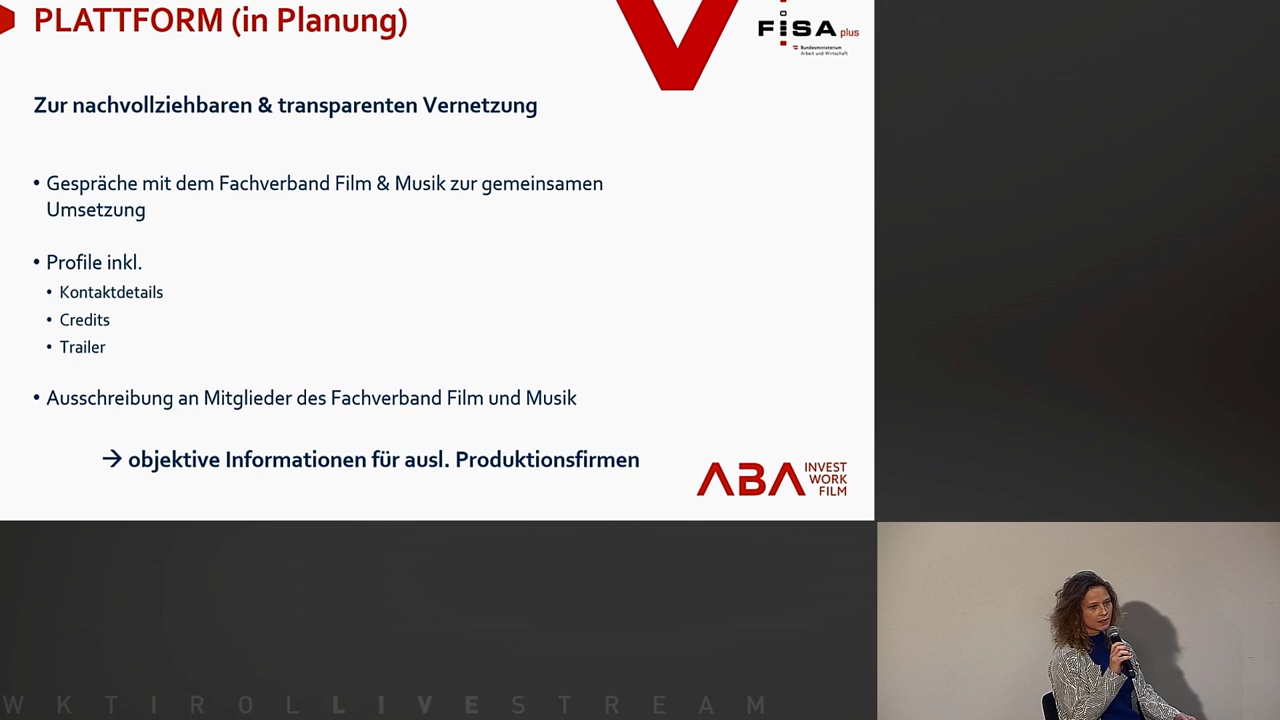 PLATTFORM (in Planung)
FISA plus
Bundesministerium
Arbeit und Wirtschaft
Zur nachvollziehbaren & transparenten Vernetzung
• Gespräche mit dem Fachverband Film & Musik zur gemeinsamen
Umsetzung
• Profile inkl.
• Kontaktdetails
• Credits
• Trailer
• Ausschreibung an Mitglieder des Fachverband Film und Musik
→ objektive Informationen für ausl. Produktionsfirmen
ABA INVEST
WORK
FILM
WKTIROLLIVESTREAM